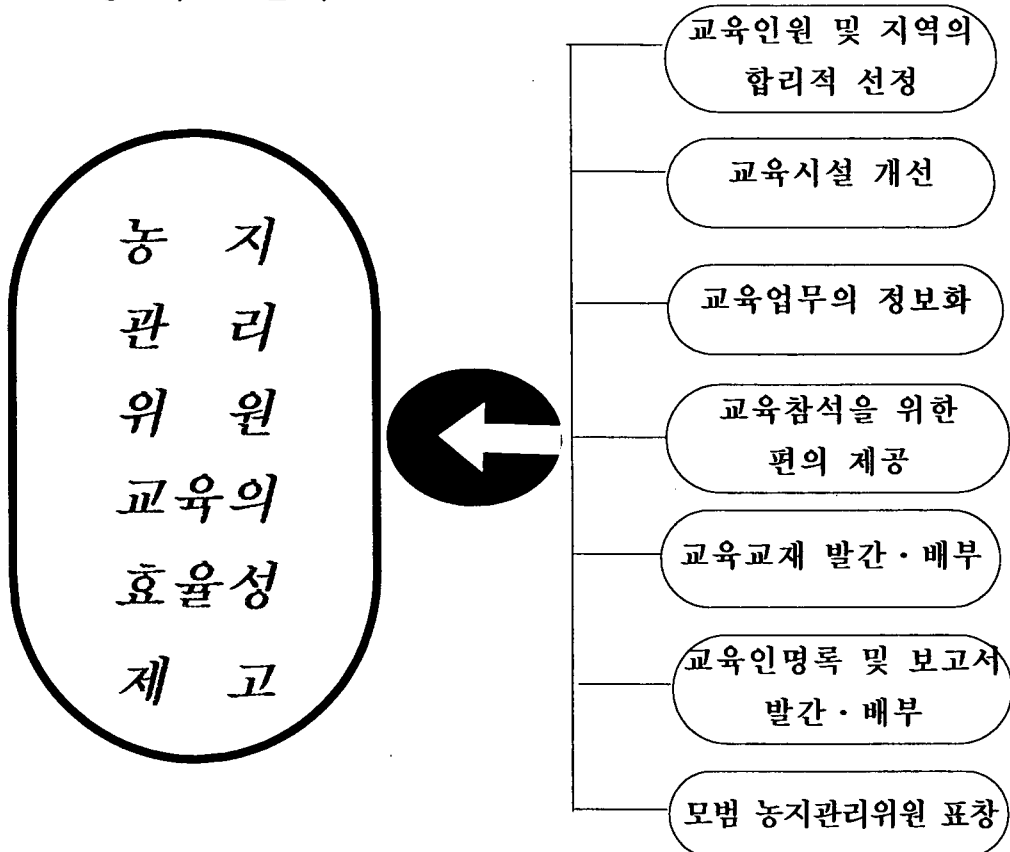 농 지
관 리
위 원
교육의
효율성
제 고
교육인원 및 지역의
합리적 선정
교육시설 개선
교육업무의 정보화
교육참석을 위한
편의 제공
교육교재 발간·배부
교육인명록 및 보고서
발간·배부
모범 농지관리위원 표창